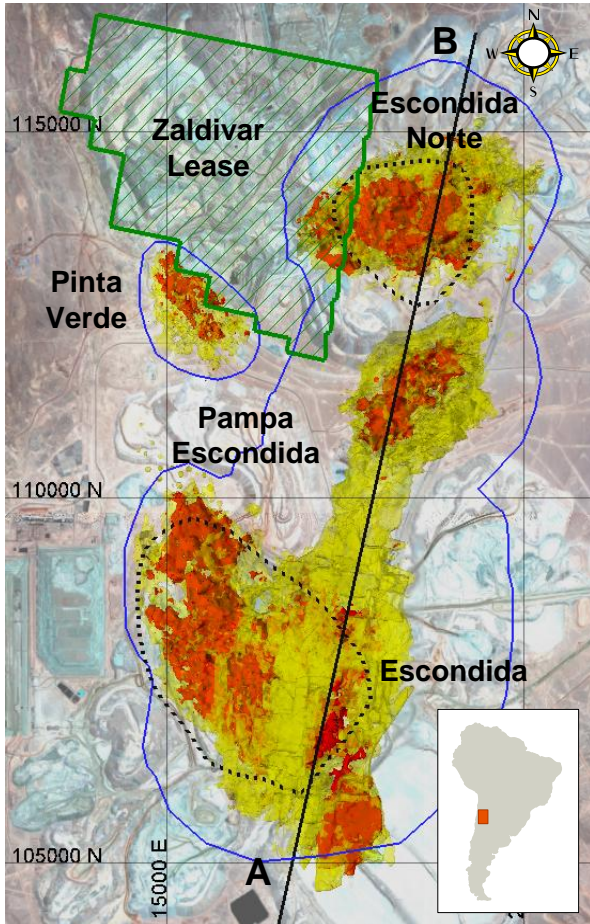 B
N
W
E
S
Escondida
Norte
115000 N
Zaldivar
Lease
Pinta
Verde
Pampa
Escondida
110000 N
Escondida
105000 N
A
15000 E